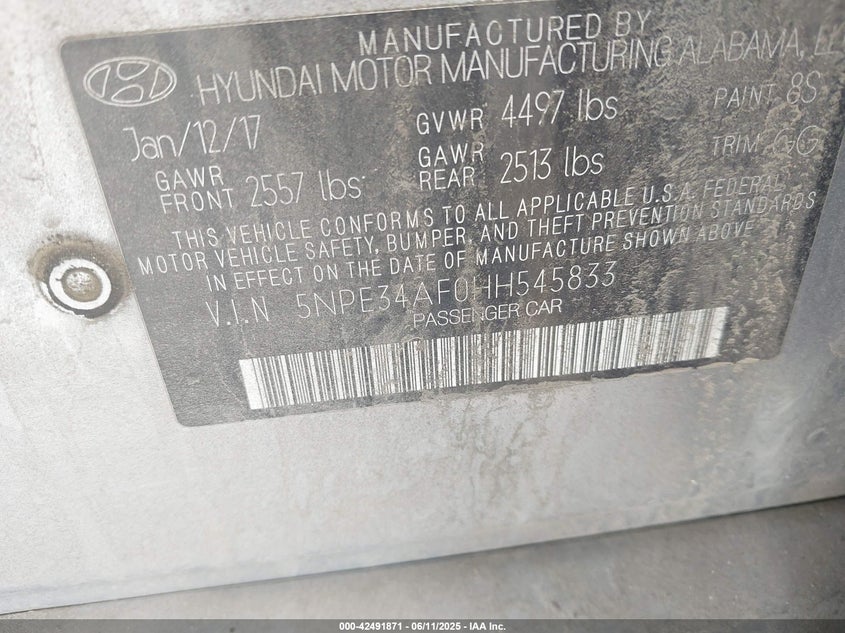 MANUFACTURED BY
HYUNDAI MOTOR MANUFACTURING ALABAMA, LLC
Jan/12/17 GVWR 4497 lbs PAINT 8S
GAWR FRONT 2557 lbs GAWR REAR 2513 lbs TRIM GG
THIS VEHICLE CONFORMS TO ALL APPLICABLE U.S.A. FEDERAL
MOTOR VEHICLE SAFETY, BUMPER, AND THEFT PREVENTION STANDARDS
IN EFFECT ON THE DATE OF MANUFACTURE SHOWN ABOVE
V.I.N 5NPE34AF0HH545833
PASSENGER CAR
000-42491871 - 06/11/2025 - IAA Inc.